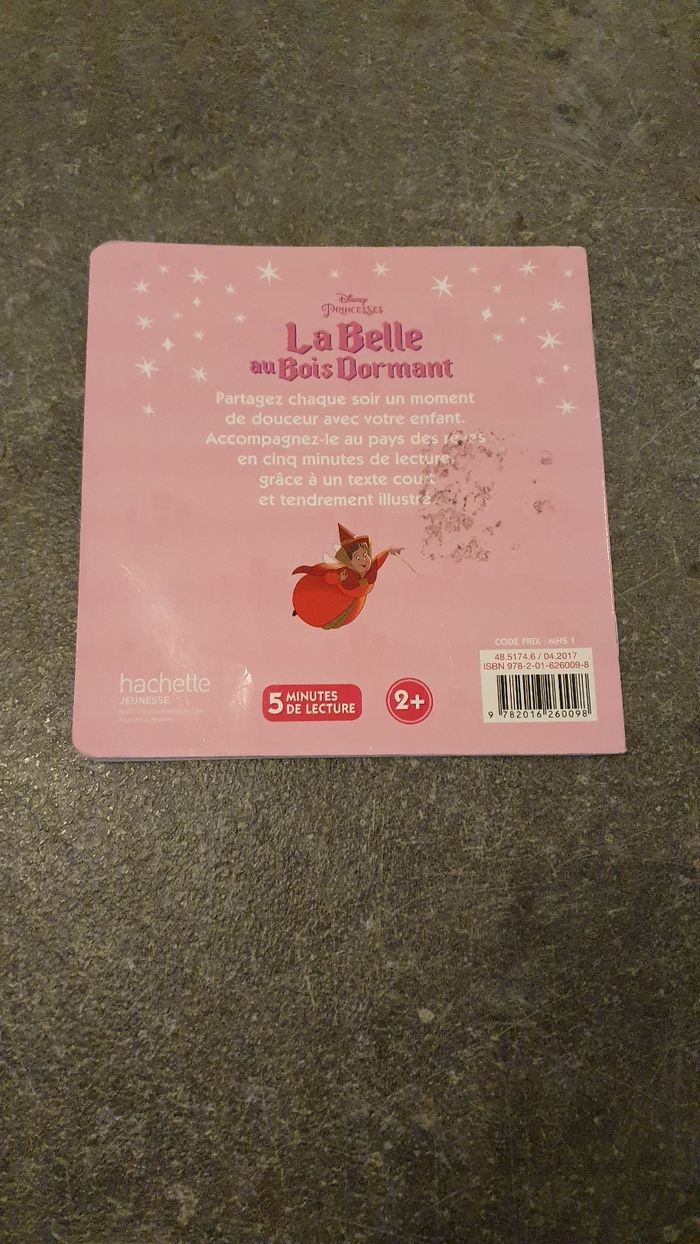 Disney
PRINCESSES
La Belle
au Bois Dormant
Partagez chaque soir un moment
de douceur avec votre enfant.
Accompagnez-le au pays des rêves
en cinq minutes de lecture,
grâce à un texte court
et tendrement illustré.
CODE PRIX : MHS 1
48.5174.6 / 04.2017
ISBN 978-2-01-626009-8
9 782016 260098
hachette
JEUNESSE
5 MINUTES
DE LECTURE
2+